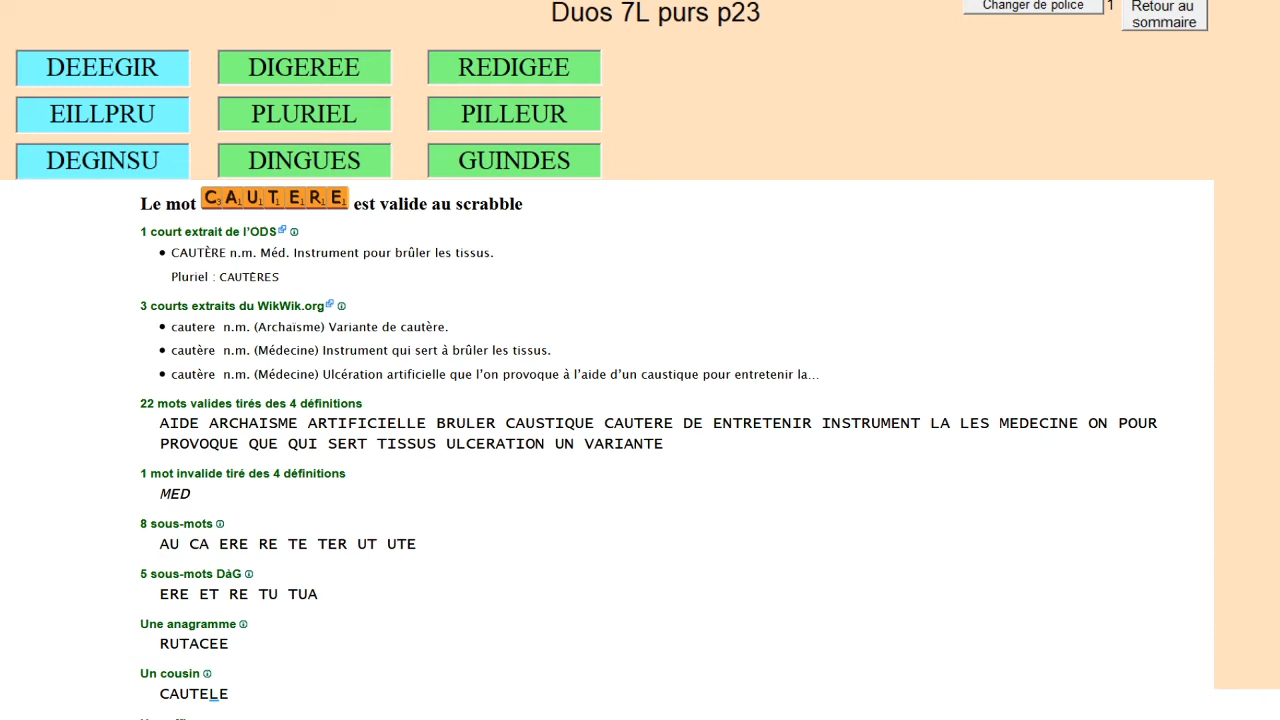 Duos 7L purs p23
Changer de police 1 Retour au sommaire
DEEEGIR DIGEREE REDIGEE
EILLPRU PLURIEL PILLEUR
DEGINSU DINGUES GUINDES
Le mot C3 A1 U1 T1 E1 R1 E1 est valide au scrabble
1 court extrait de l'ODS
• CAUTÈRE n.m. Méd. Instrument pour brûler les tissus.
Pluriel : CAUTÈRES
3 courts extraits du WikWik.org
• cautere n.m. (Archaïsme) Variante de cautère.
• cautère n.m. (Médecine) Instrument qui sert à brûler les tissus.
• cautère n.m. (Médecine) Ulcération artificielle que l'on provoque à l'aide d'un caustique pour entretenir la…
22 mots valides tirés des 4 définitions
AIDE ARCHAISME ARTIFICIELLE BRULER CAUSTIQUE CAUTERE DE ENTRETENIR INSTRUMENT LA LES MEDECINE ON POUR
PROVOQUE QUE QUI SERT TISSUS ULCERATION UN VARIANTE
1 mot invalide tiré des 4 définitions
MED
8 sous-mots
AU CA ERE RE TE TER UT UTE
5 sous-mots DàG
ERE ET RE TU TUA
Une anagramme
RUTACEE
Un cousin
CAUTELE